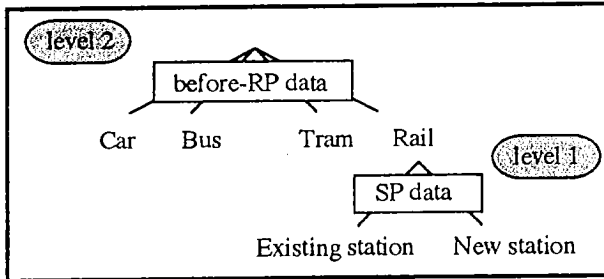 level 2
before-RP data
Car Bus Tram Rail
level 1
SP data
Existing station New station